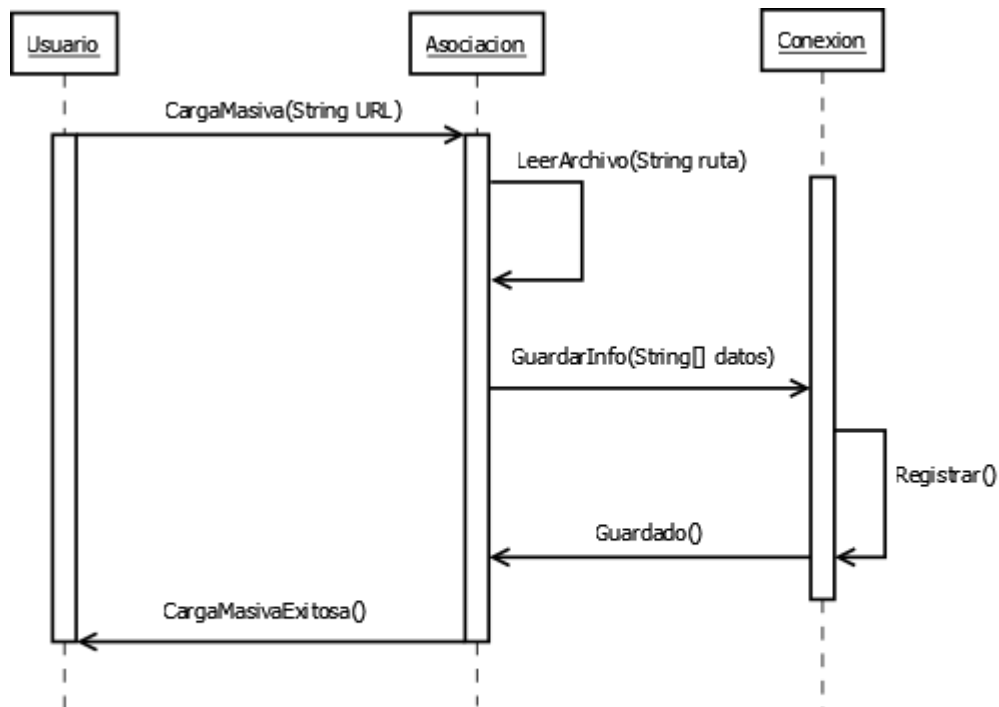 Usuario
Asociacion
Conexion
CargaMasiva(String URL)
LeerArchivo(String ruta)
GuardarInfo(String[] datos)
Registrar()
Guardado()
CargaMasivaExitosa()